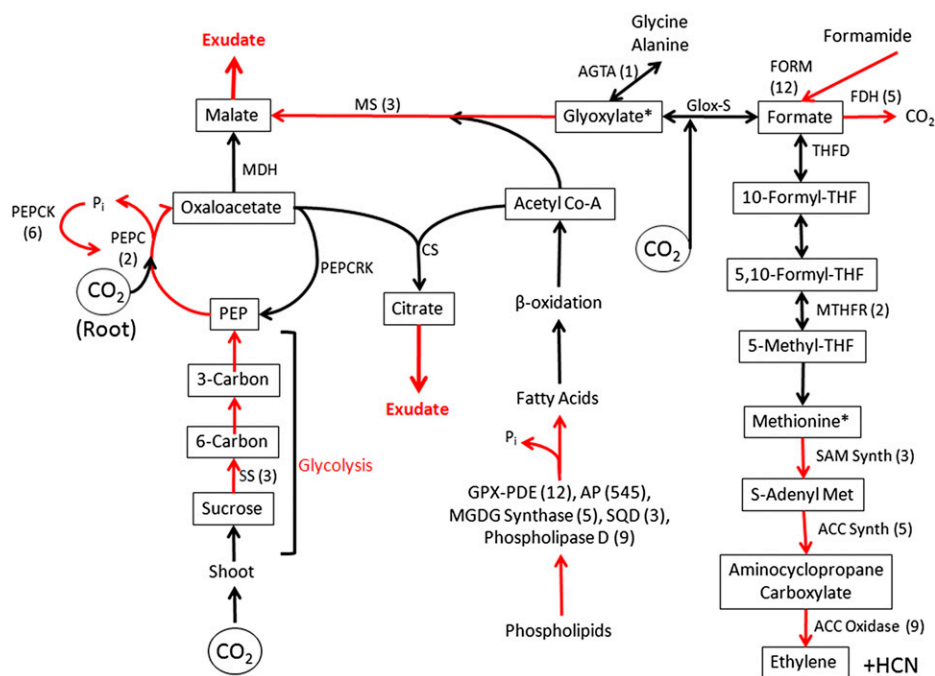 Exudate
Glycine
Alanine
Formamide
AGTA (1)
FORM
(12)
FDH (5)
MS (3)
Malate
Glyoxylate*
Glox-S
Formate
CO2
MDH
THFD
PEPCK
(6)
Pi
Oxaloacetate
Acetyl Co-A
10-Formyl-THF
PEPC
(2)
CS
CO2
PEPCRK
CO2
(Root)
5,10-Formyl-THF
PEP
Citrate
β-oxidation
MTHFR (2)
5-Methyl-THF
3-Carbon
Exudate
Fatty Acids
Methionine*
6-Carbon
Pi
Glycolysis
SS (3)
SAM Synth (3)
Sucrose
GPX-PDE (12), AP (545),
MGDG Synthase (5), SQD (3),
Phospholipase D (9)
S-Adenyl Met
ACC Synth (5)
Shoot
Aminocyclopropane
Carboxylate
Phospholipids
ACC Oxidase (9)
CO2
Ethylene
+HCN